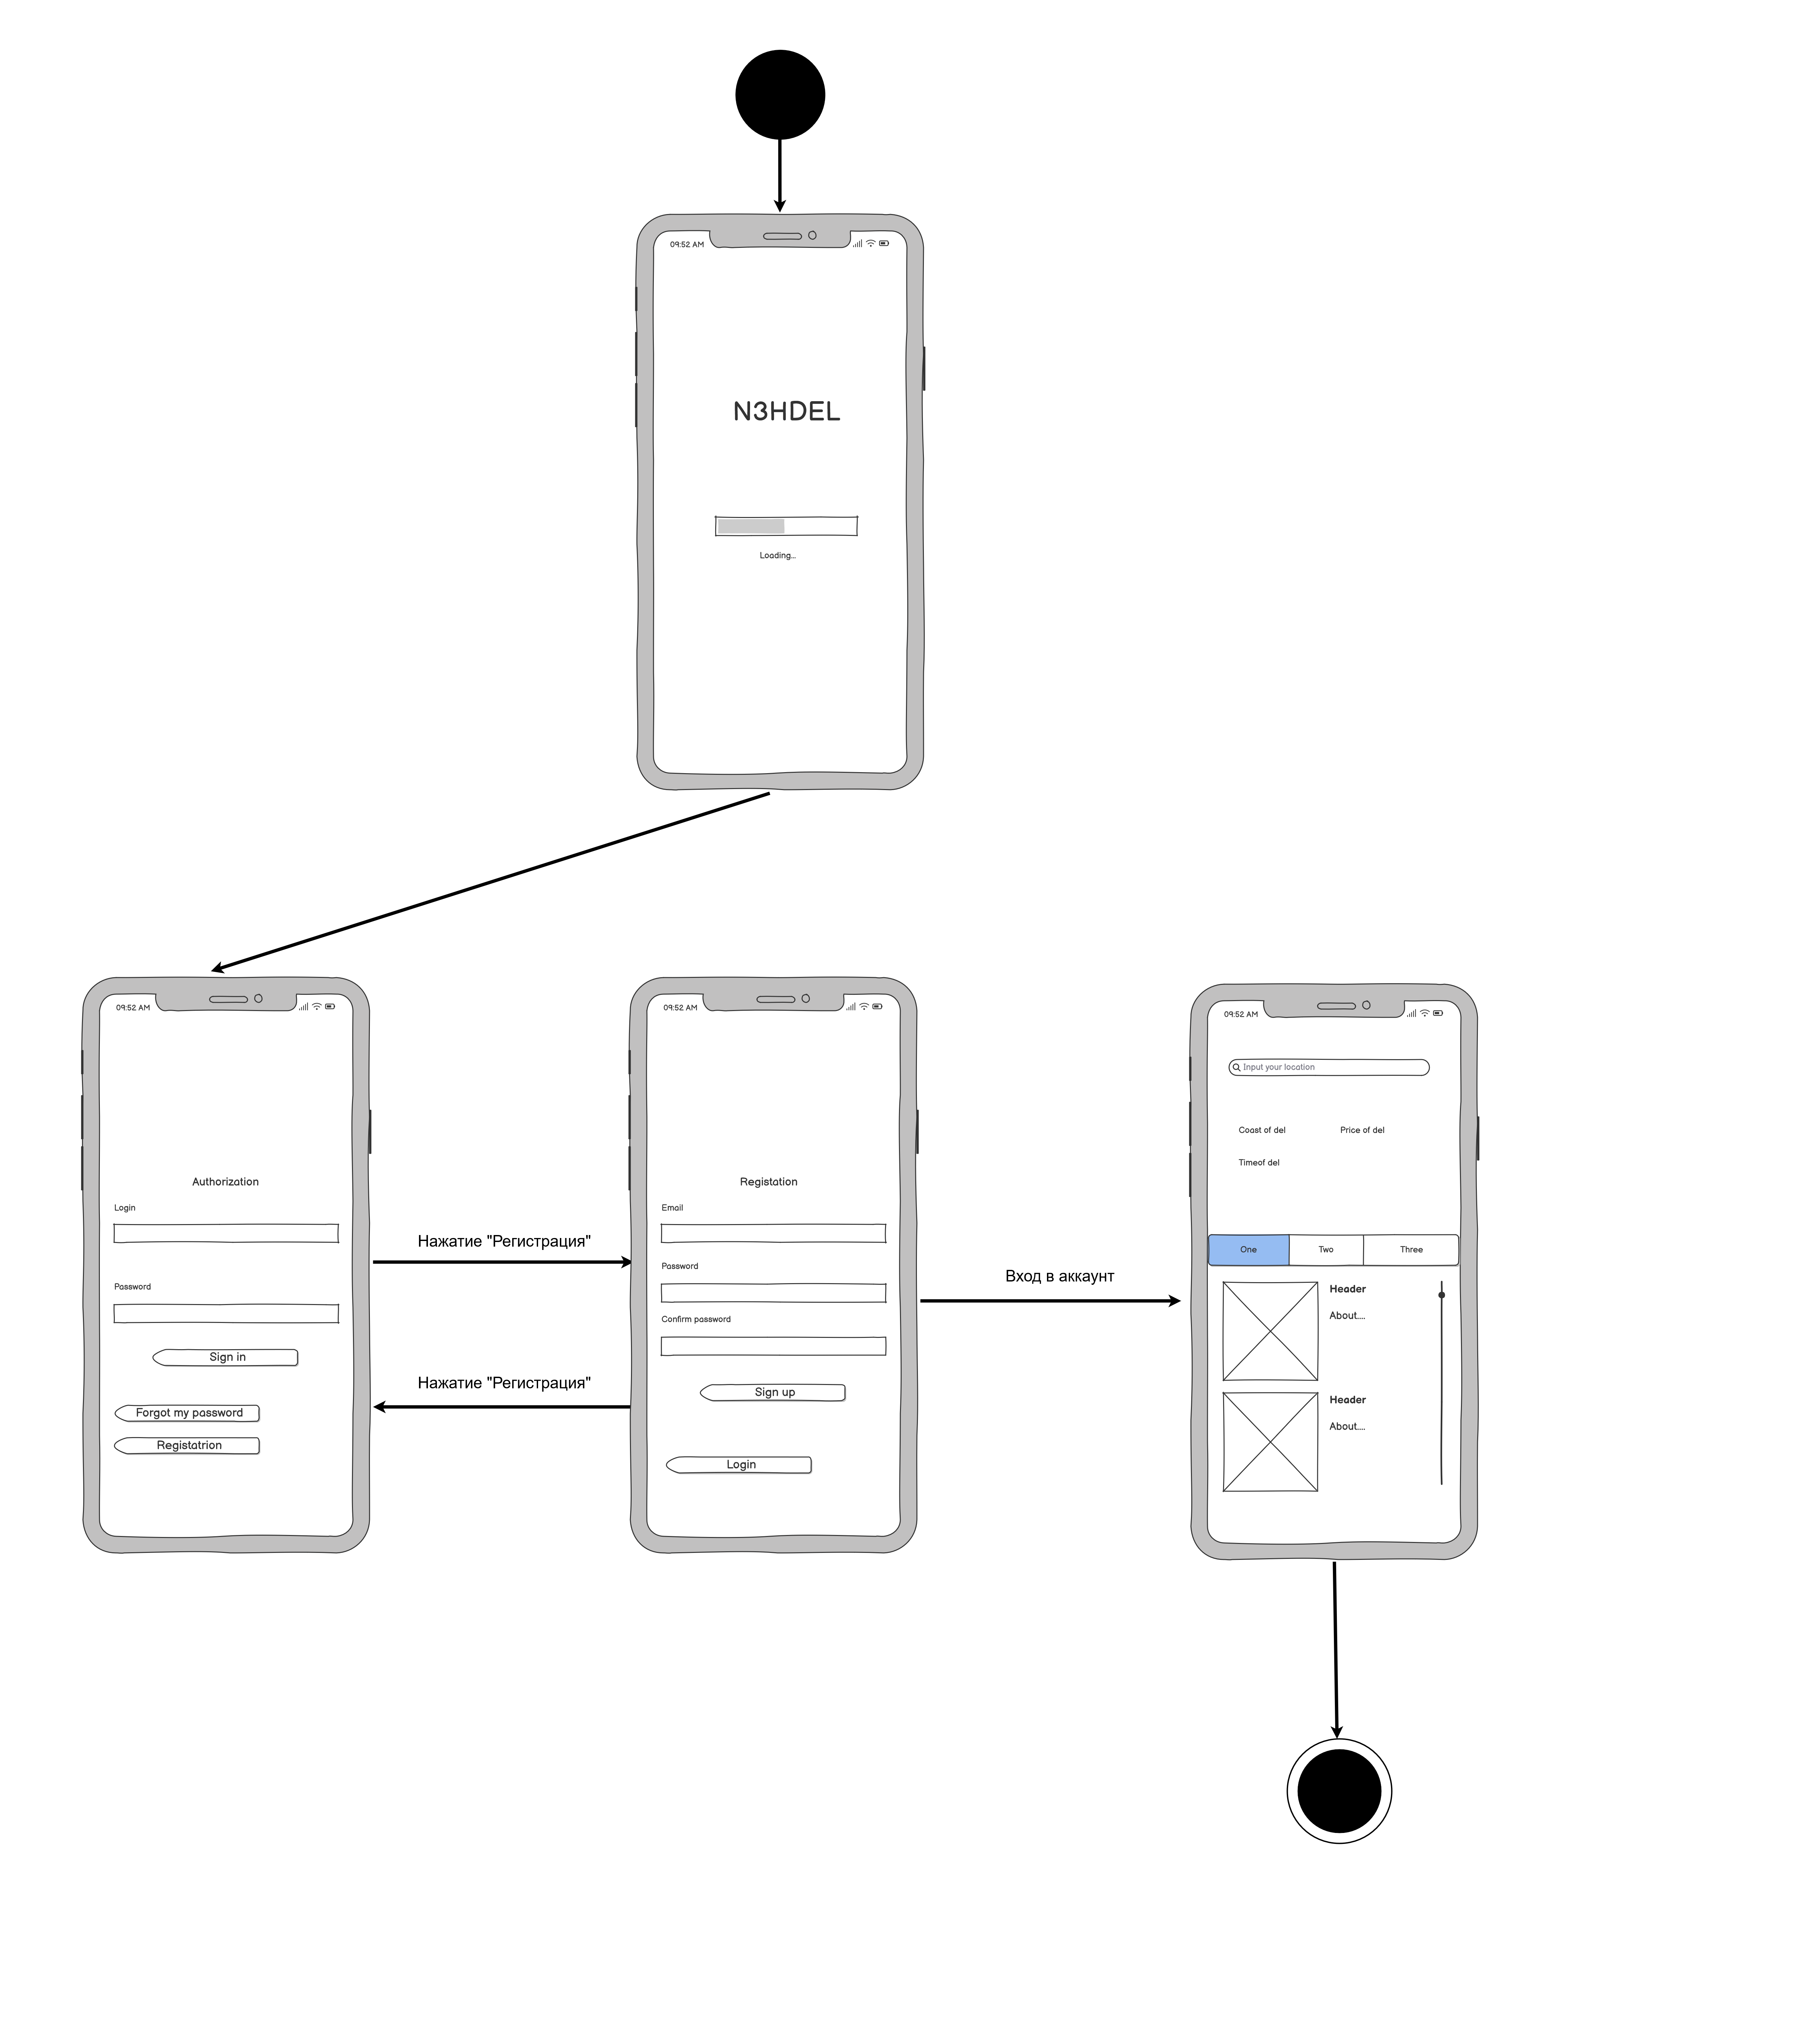 09:52 AM
N3HDEL
Loading...
09:52 AM
Authorization
Login
Password
Sign in
Forgot my password
Registatrion
Нажатие "Регистрация"
Нажатие "Регистрация"
09:52 AM
Registation
Email
Password
Confirm password
Sign up
Login
Вход в аккаунт
09:52 AM
Input your location
Coast of del Price of del
Timeof del
One Two Three
Header
About....
Header
About....